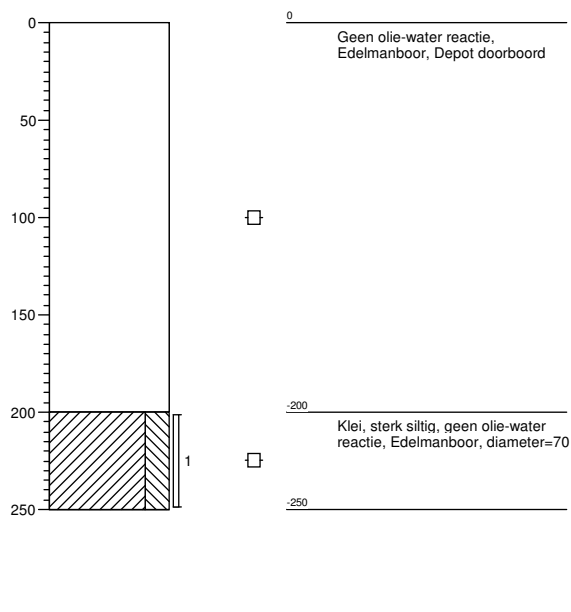 0
50
100
150
200
250
1
0
Geen olie-water reactie,
Edelmanboor, Depot doorboord
-200
Klei, sterk siltig, geen olie-water
reactie, Edelmanboor, diameter=70
-250